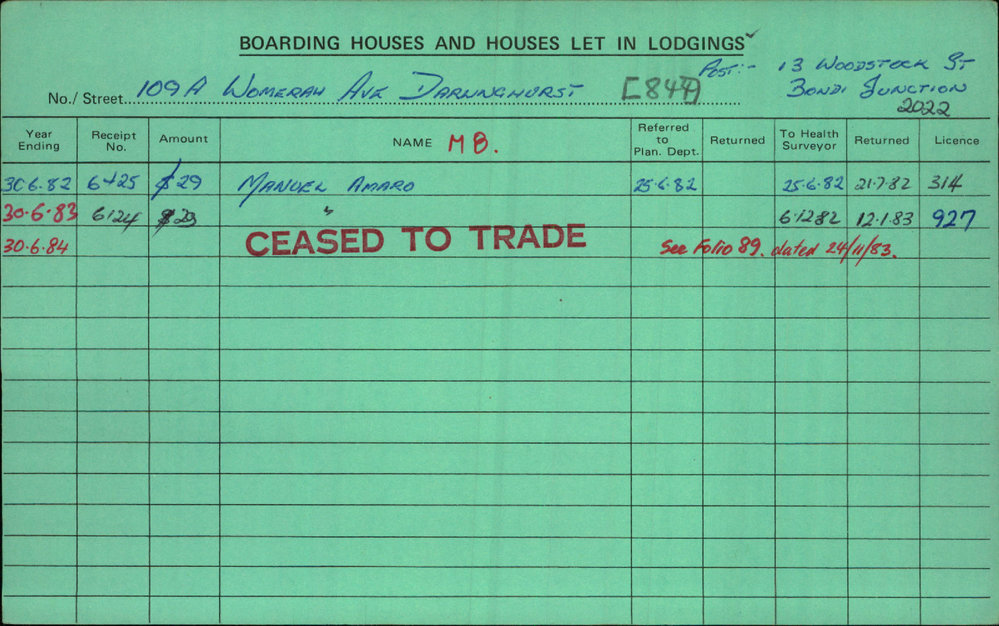 BOARDING HOUSES AND HOUSES LET IN LODGINGS
No./ Street. 109A WOMERAH AVE DARLINGHURST [844] POST:- 13 WOODSTOCK ST
BONDI JUNCTION
2022
Year Ending Receipt No. Amount NAME M B. Referred to Plan. Dept. Returned To Health Surveyor Returned Licence
30.6.82 $29 MANUEL AMARO 25.6.82 25.6.82 21.7.82 314
30.6.83 6124 $29 " 6.12.82 12.1.83 927
30.6.84 CEASED TO TRADE See Folio 89. dated 24/11/83.